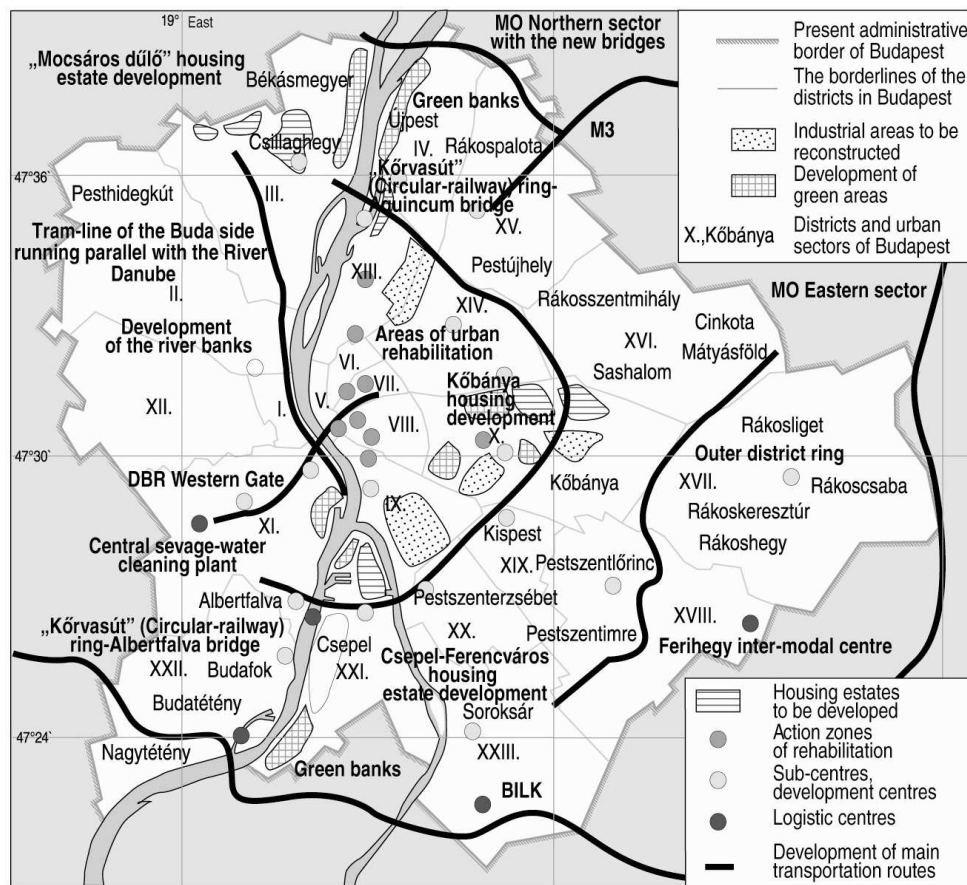 19° East
MO Northern sector
with the new bridges
„Mocsáros dűlő” housing
estate development
Békásmegyer
Green banks
Újpest
M3
Csillaghegy
IV.
Rákospalota
47°36
„Kőrvasút”
(Circular-railway) ring-
Aquincum bridge
Pesthidegkút
III.
XV.
Tram-line of the Buda side
running parallel with the River
Danube
Pestújhely
II.
XIII.
XIV.
Rákosszentmihály
MO Eastern sector
Development
of the river banks
Areas of urban
rehabilitation
XVI.
Cinkota
Mátyásföld
Sashalom
VI.
VII.
Kőbánya
housing
development
XII.
I.
V.
VIII.
X.
Rákosliget
47°30
Outer district ring
DBR Western Gate
XVII.
Rákoscsaba
Kőbánya
IX.
Rákoskeresztúr
XI.
Kispest
Rákoshegy
Central sevage-water
cleaning plant
XIX.
Pestszentlőrinc
Albertfalva
Pestszenterzsébet
XVIII.
„Kőrvasút” (Circular-railway)
ring-Albertfalva bridge
Csepel
XX.
Pestszentimre
Ferihegy inter-modal centre
XXII.
Budafok
XXI.
Csepel-Ferencváros
housing
estate development
Budatétény
Soroksár
47°24
Nagytétény
XXIII.
Green banks
BILK
Present administrative
border of Budapest
The borderlines of the
districts in Budapest
Industrial areas to be
reconstructed
Development of
green areas
X.,Kőbánya
Districts and urban
sectors of Budapest
Housing estates
to be developed
Action zones
of rehabilitation
Sub-centres,
development centres
Logistic centres
Development of main
transportation routes